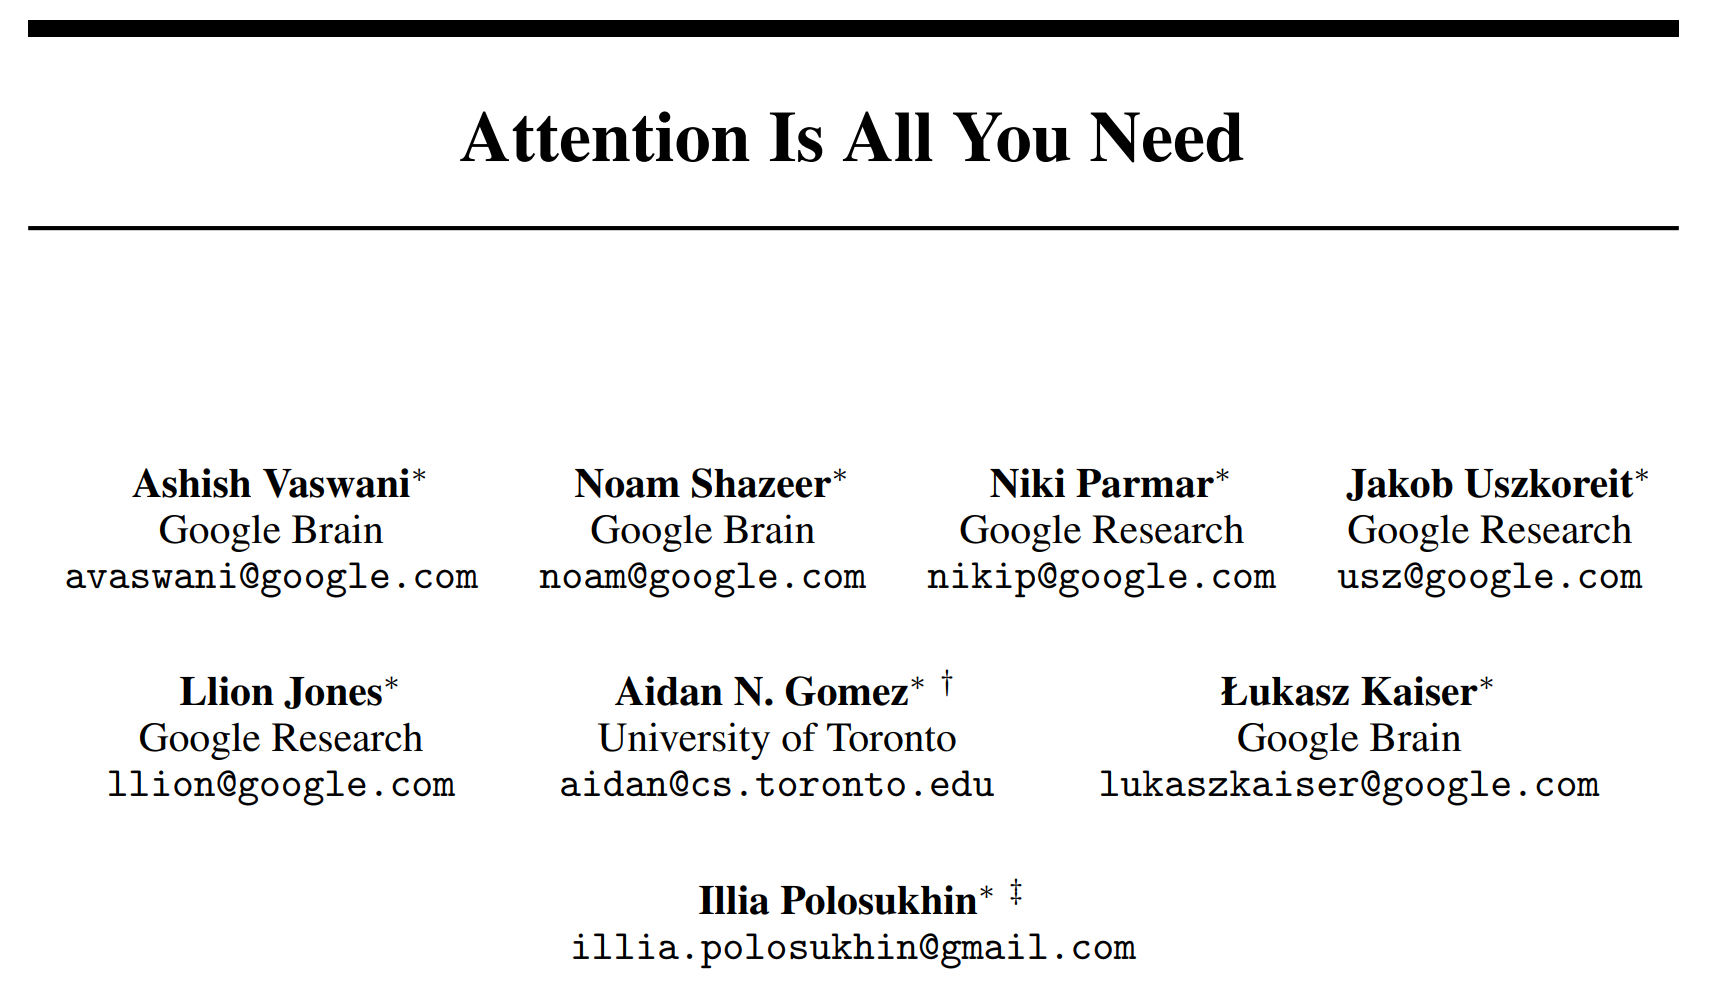 Attention Is All You Need
Ashish Vaswani* Noam Shazeer* Niki Parmar* Jakob Uszkoreit*
Google Brain Google Brain Google Research Google Research
avaswani@google.com noam@google.com nikip@google.com usz@google.com
Llion Jones* Aidan N. Gomez* † Łukasz Kaiser*
Google Research University of Toronto Google Brain
llion@google.com aidan@cs.toronto.edu lukaszkaiser@google.com
Illia Polosukhin* ‡
illia.polosukhin@gmail.com